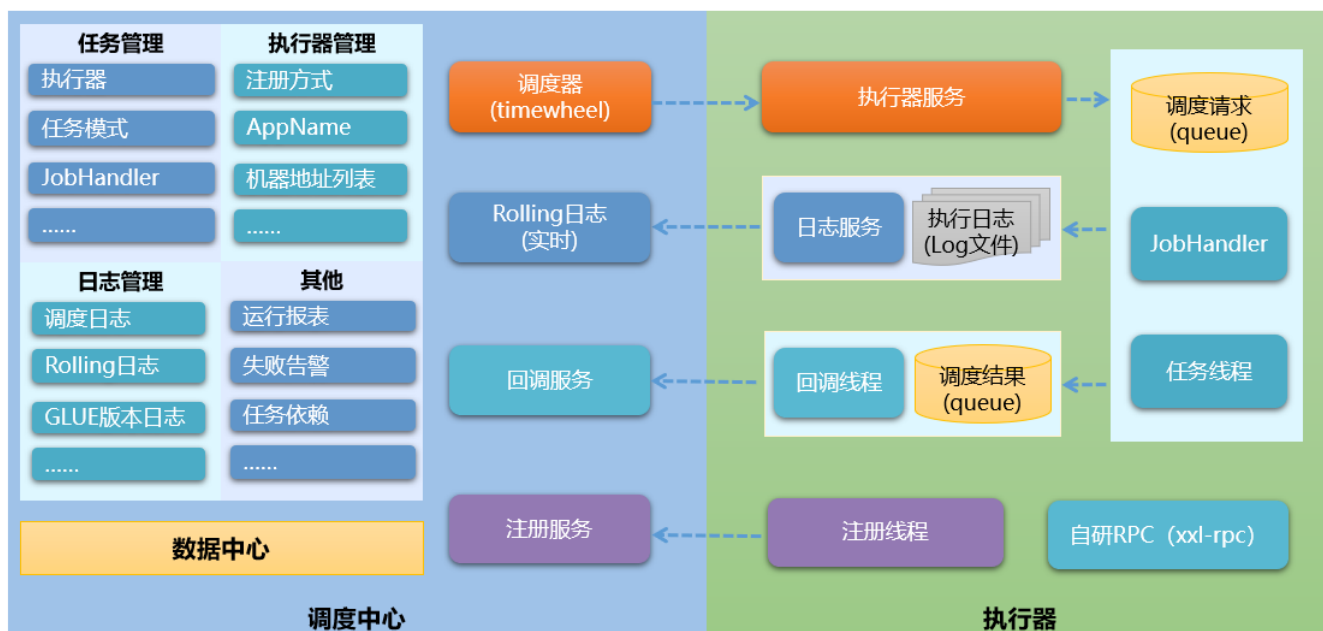 任务管理
执行器
任务模式
JobHandler
......
执行器管理
注册方式
AppName
机器地址列表
......
日志管理
调度日志
Rolling日志
GLUE版本日志
......
其他
运行报表
失败告警
任务依赖
......
数据中心
调度器
(timewheel)
Rolling日志
(实时)
回调服务
注册服务
调度中心
执行器服务
调度请求
(queue)
日志服务
执行日志
(Log文件)
JobHandler
回调线程
调度结果
(queue)
任务线程
注册线程
自研RPC（xxl-rpc）
执行器